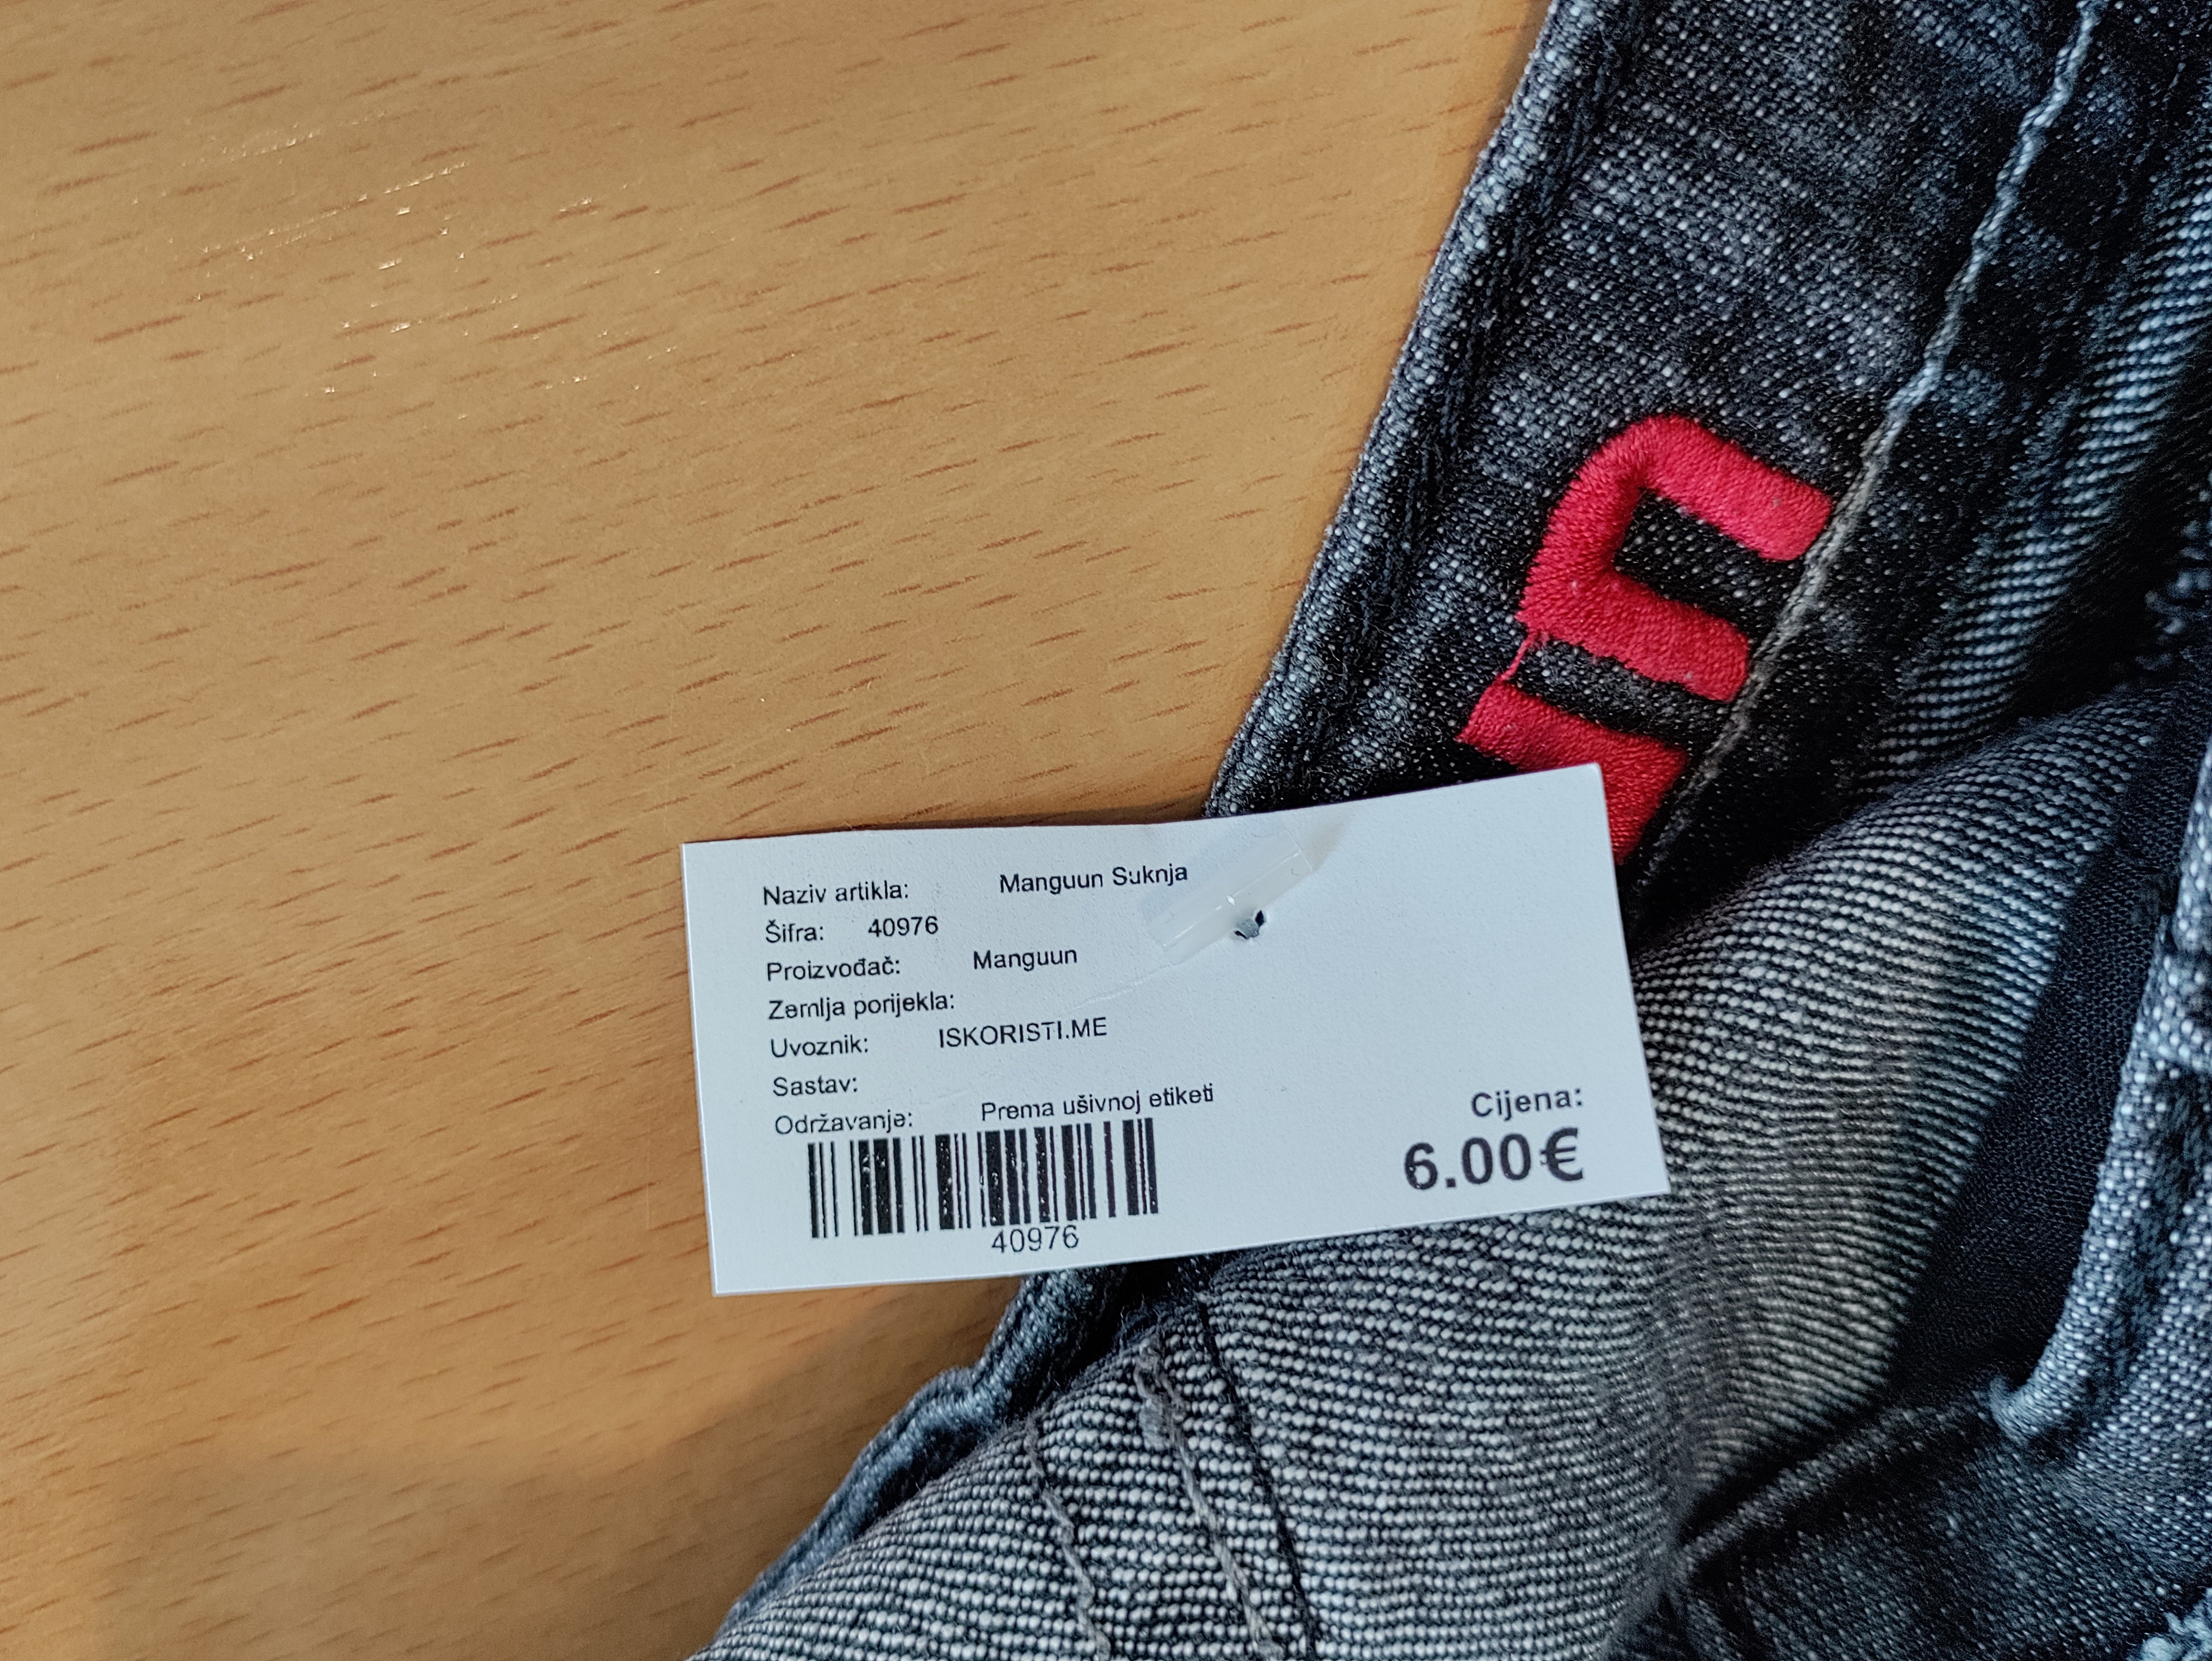 Naziv artikla: Manguun Suknja
Šifra: 40976
Proizvođač: Manguun
Zemlja porijekla:
Uvoznik: ISKORISTI.ME
Sastav:
Održavanje: Prema ušivnoj etiketi
40976
Cijena:
6.00€